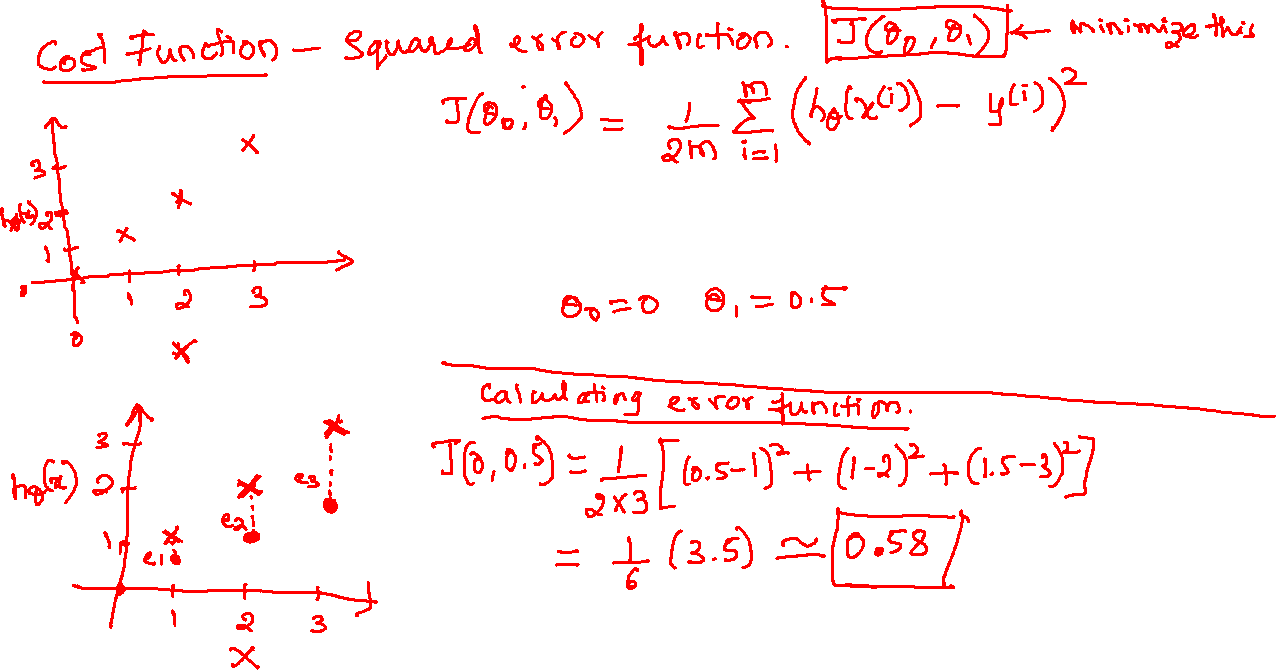 Cost Function – Squared error function. J(θ₀, θ₁) ← minimize this
J(θ₀, θ₁) = 1/2m Σᵢ₌₁ᵐ (hθ(x⁽ⁱ⁾) – y⁽ⁱ⁾)²
3
hθ(x) 2
1
1 2 3
0
x
θ₀ = 0 θ₁ = 0.5
Calculating error function.
J(0, 0.5) = 1/2×3 [(0.5–1)² + (1–2)² + (1.5–3)²]
= 1/6 (3.5) ≃ 0.58
3
hθ(x) 2
1
e1 e2 e3
1 2 3
x